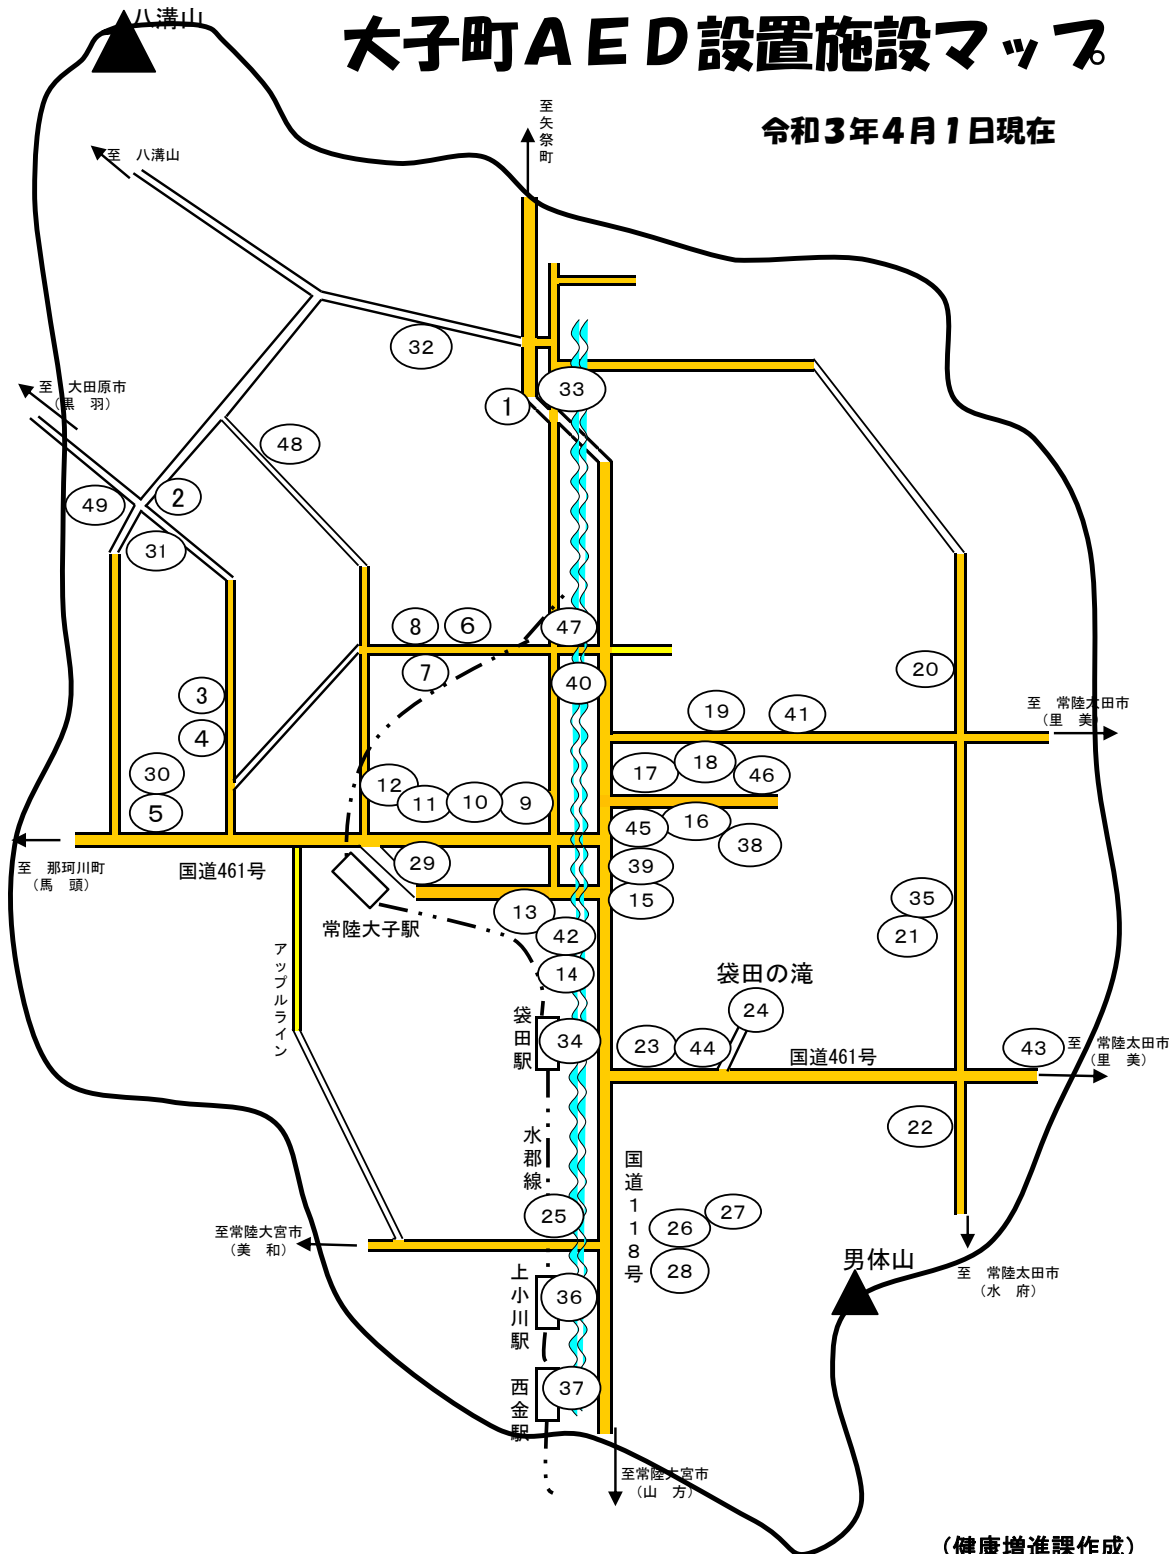 大子町ＡＥＤ設置施設マップ
令和３年４月１日現在
八溝山
至矢祭町
至　八溝山
32
33
1
至　大田原市
（黒　羽）
48
2
49
31
8
6
47
7
40
20
3
19
41
至　常陸太田市
（里　美）
4
30
12
17
18
46
5
11
10
9
45
16
38
至　那珂川町
（馬　頭）
国道461号
29
39
15
35
常陸大子駅
13
42
21
アップルライン
14
袋田の滝
24
袋田駅
34
23
44
国道461号
43
至　常陸太田市
（里　美）
22
水郡線
国道１１８号
25
26
27
至常陸大宮市
（美　和）
28
男体山
至　常陸太田市
（水　府）
上小川駅
36
西金駅
37
至常陸大宮市
（山　方）
（健康増進課作成）